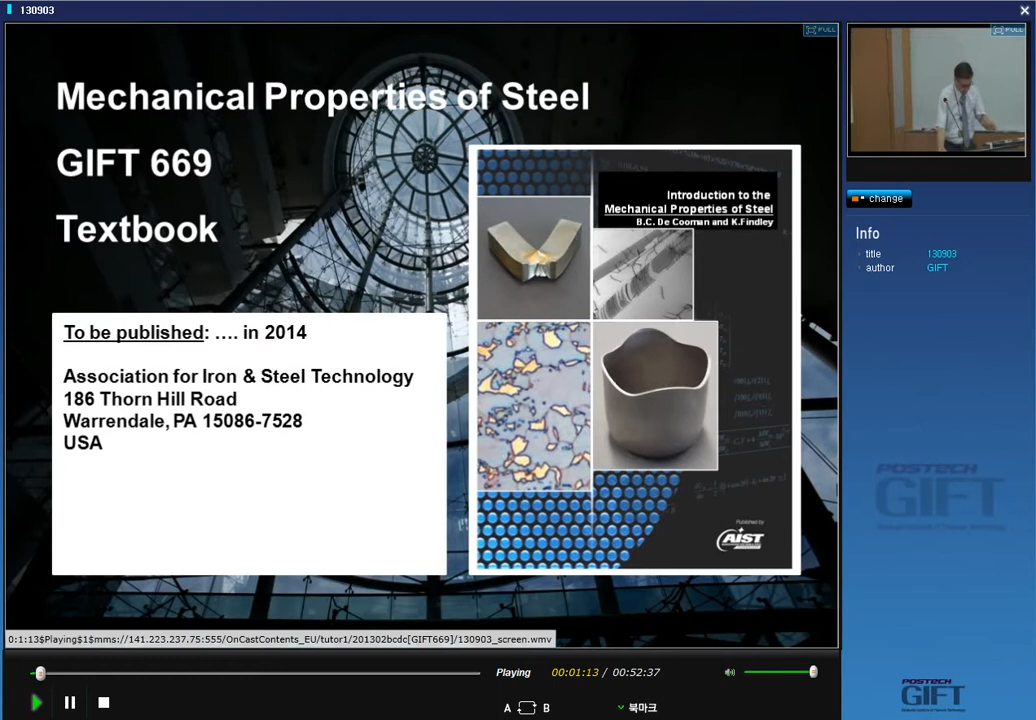 130903
FULL
FULL
Mechanical Properties of Steel
GIFT 669
Textbook
To be published: .... in 2014
Association for Iron & Steel Technology
186 Thorn Hill Road
Warrendale, PA 15086-7528
USA
Introduction to the
Mechanical Properties of Steel
B.C. De Cooman and K.Findley
Published by
AIST
change
Info
title 130903
author GIFT
POSTECH
GIFT
0:1:13$Playing$1$mms://141.223.237.75:555/OnCastContents_EU/tutor1/201302bcdc[GIFT669]/130903_screen.wmv
Playing 00:01:13 / 00:52:37
A B
북마크
POSTECH
GIFT